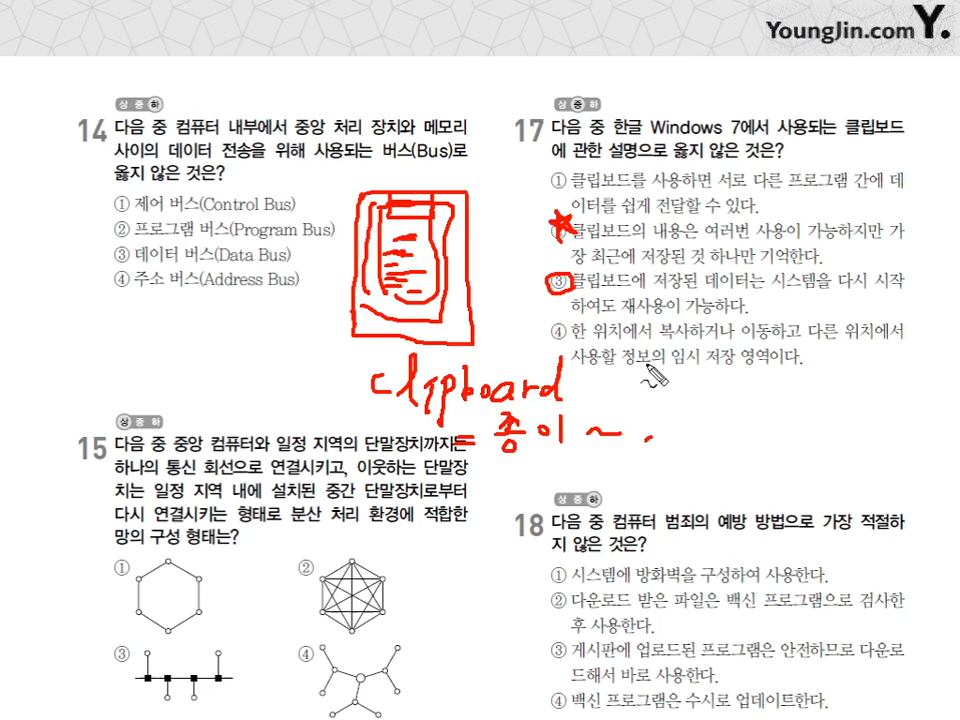 YoungJin.com Y.
상 중 하
14 다음 중 컴퓨터 내부에서 중앙 처리 장치와 메모리
사이의 데이터 전송을 위해 사용되는 버스(Bus)로
옳지 않은 것은?
① 제어 버스(Control Bus)
② 프로그램 버스(Program Bus)
③ 데이터 버스(Data Bus)
④ 주소 버스(Address Bus)
clipboard
= 종이 ~ .
상 중 하
15 다음 중 중앙 컴퓨터와 일정 지역의 단말장치까지는
하나의 통신 회선으로 연결시키고, 이웃하는 단말장
치는 일정 지역 내에 설치된 중간 단말장치로부터
다시 연결시키는 형태로 분산 처리 환경에 적합한
망의 구성 형태는?
① ②
③ ④
상 중 하
17 다음 중 한글 Windows 7에서 사용되는 클립보드
에 관한 설명으로 옳지 않은 것은?
① 클립보드를 사용하면 서로 다른 프로그램 간에 데
이터를 쉽게 전달할 수 있다.
② 클립보드의 내용은 여러번 사용이 가능하지만 가
장 최근에 저장된 것 하나만 기억한다.
③ 클립보드에 저장된 데이터는 시스템을 다시 시작
하여도 재사용이 가능하다.
④ 한 위치에서 복사하거나 이동하고 다른 위치에서
사용할 정보의 임시 저장 영역이다.
상 중 하
18 다음 중 컴퓨터 범죄의 예방 방법으로 가장 적절하
지 않은 것은?
① 시스템에 방화벽을 구성하여 사용한다.
② 다운로드 받은 파일은 백신 프로그램으로 검사한
후 사용한다.
③ 게시판에 업로드된 프로그램은 안전하므로 다운로
드해서 바로 사용한다.
④ 백신 프로그램은 수시로 업데이트한다.